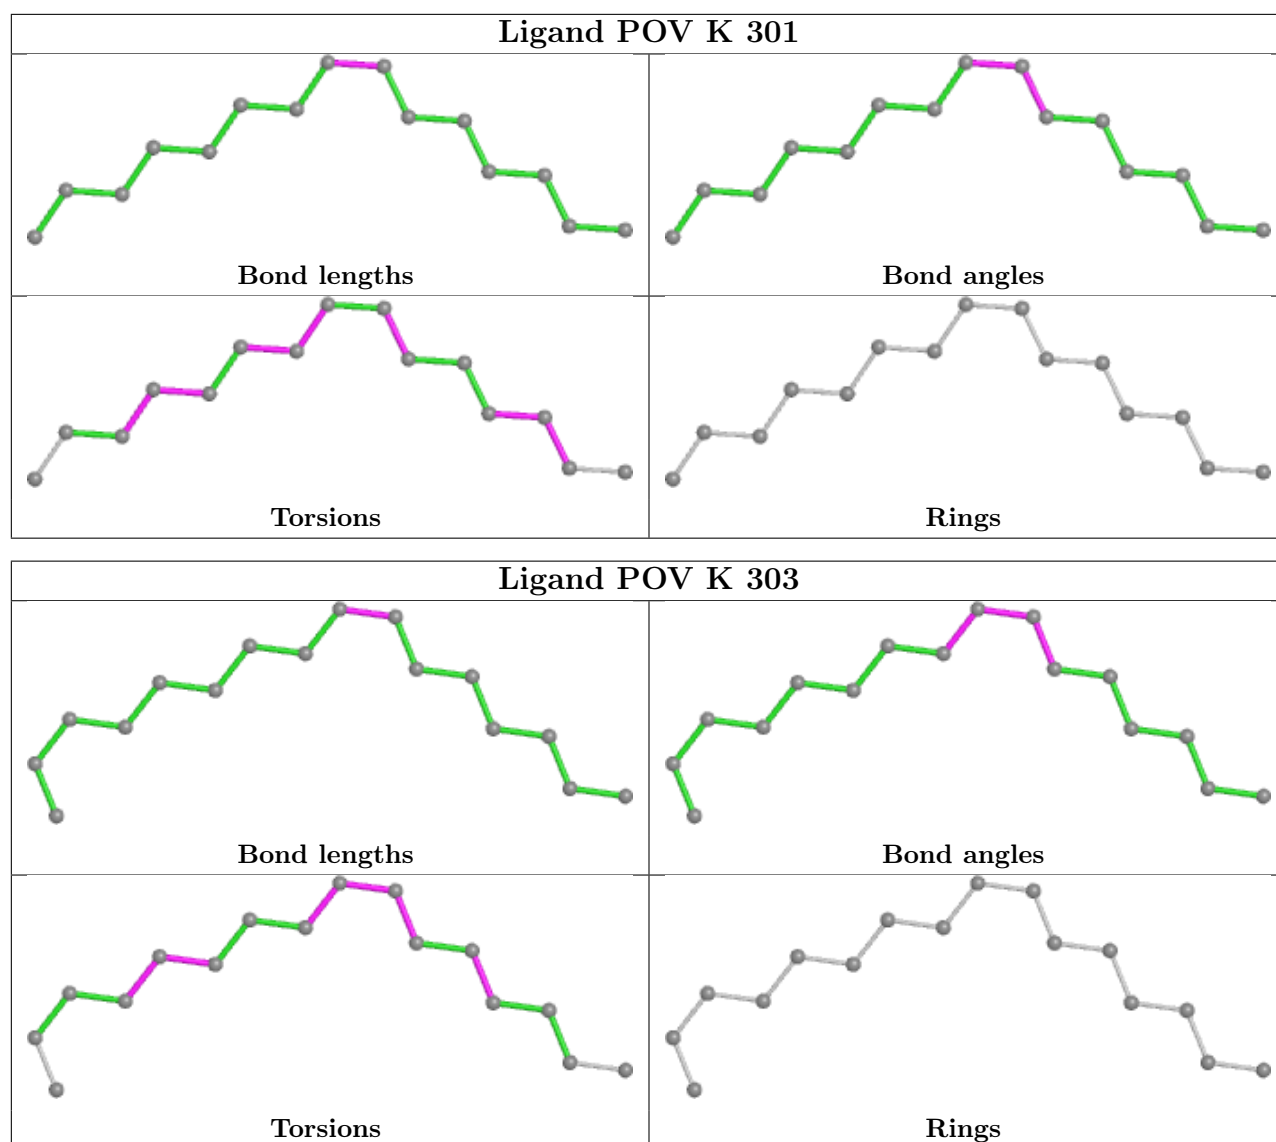 Ligand POV K 301
Bond lengths
Bond angles
Torsions
Rings
Ligand POV K 303
Bond lengths
Bond angles
Torsions
Rings